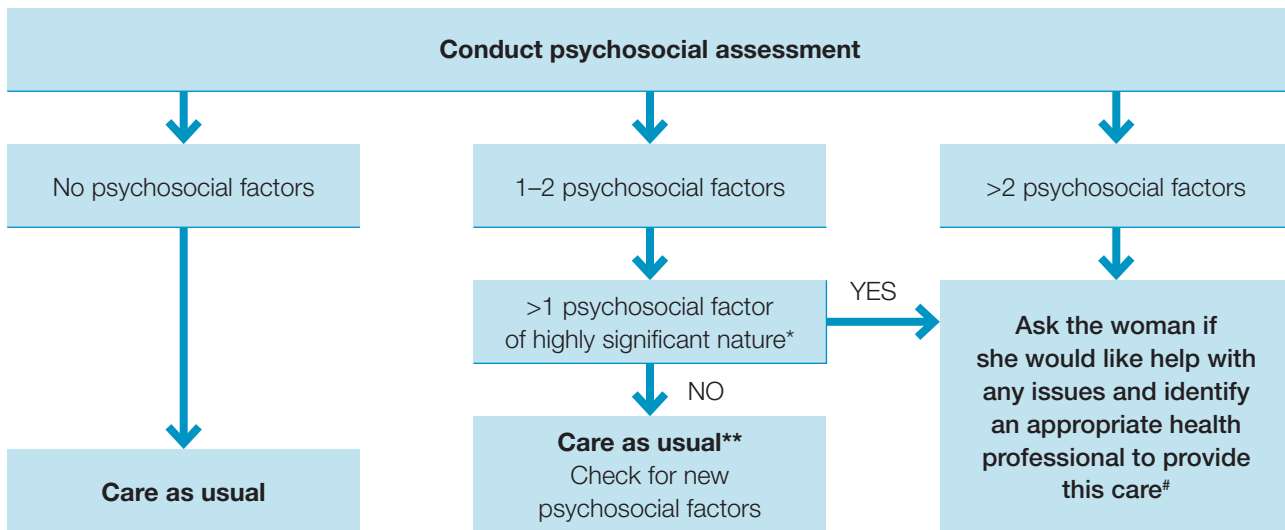 Conduct psychosocial assessment
No psychosocial factors
1–2 psychosocial factors
>2 psychosocial factors
>1 psychosocial factor
of highly significant nature*
YES
NO
Ask the woman if
she would like help with
any issues and identify
an appropriate health
professional to provide
this care#
Care as usual
Care as usual**
Check for new
psychosocial factors